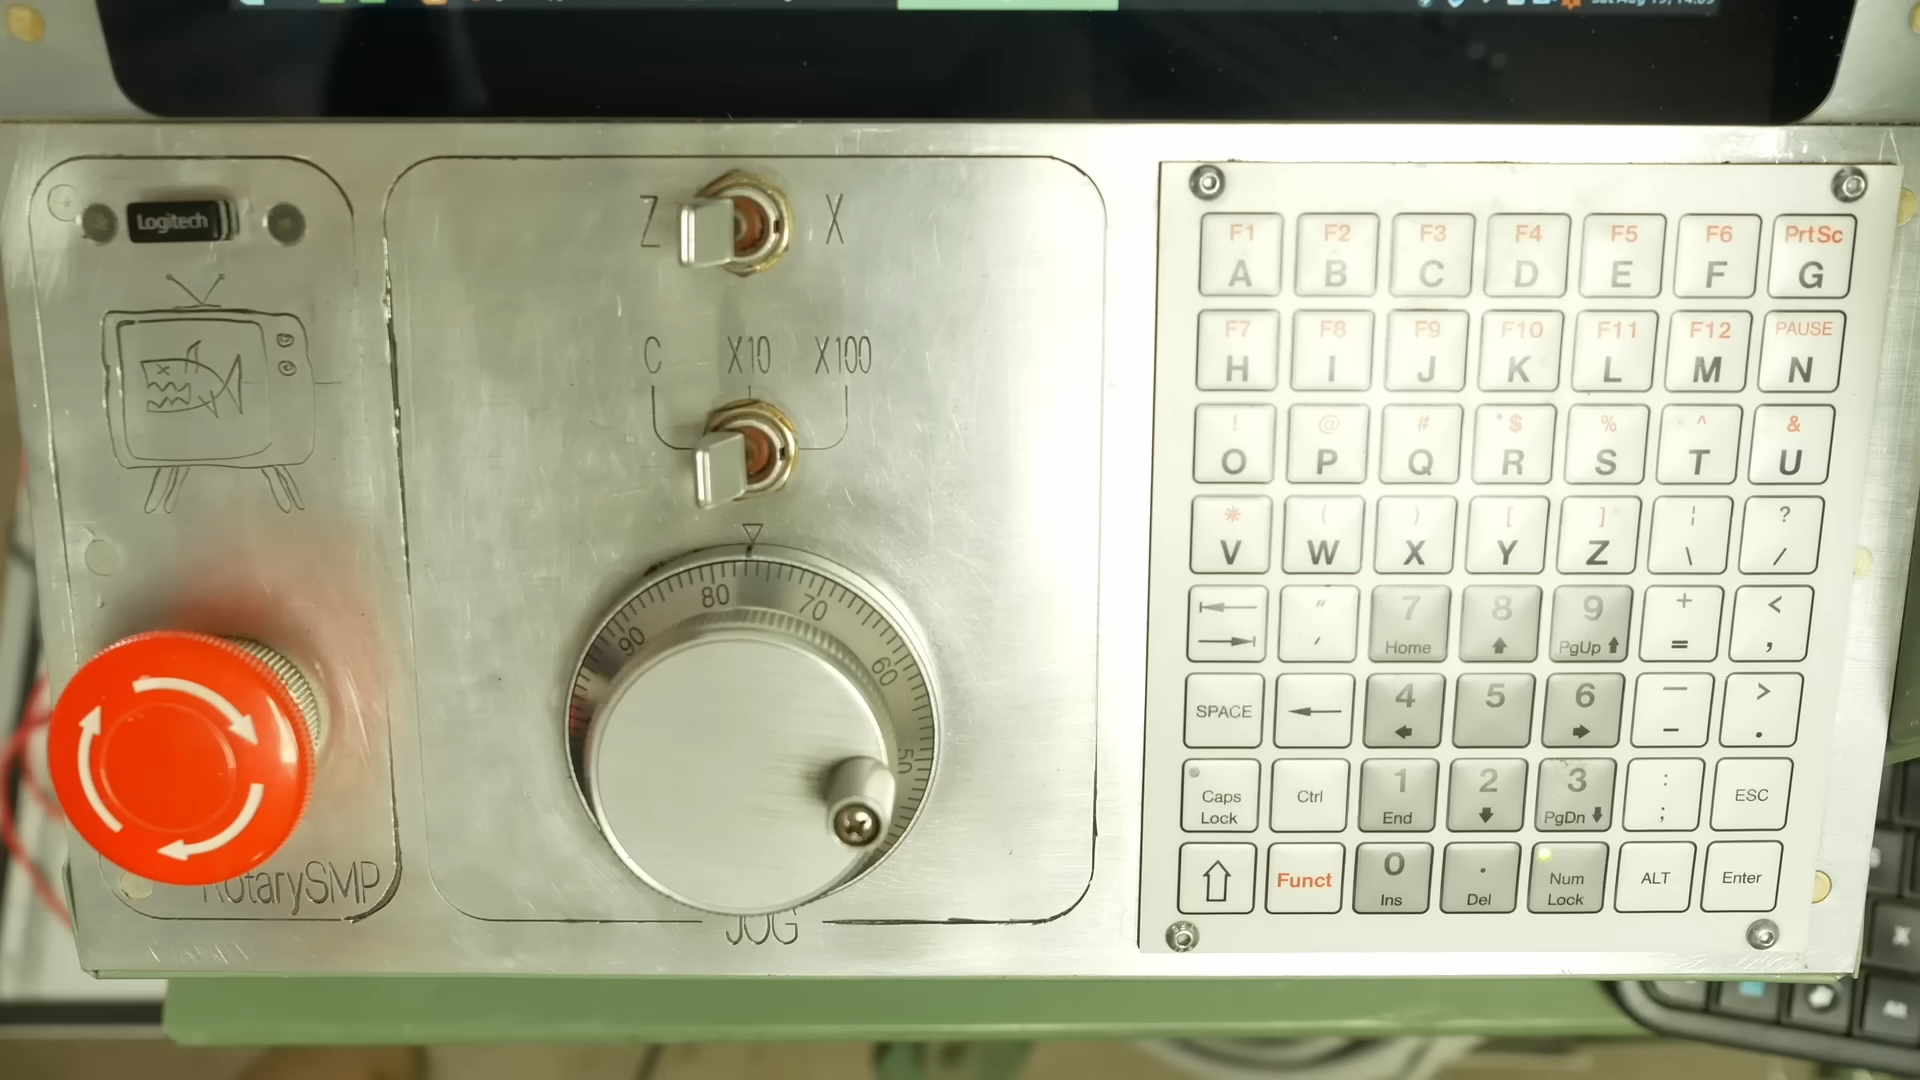 Logitech
Z X
C X10 X100
80 70
90 60
50
RotarySMP
JOG
F1 F2 F3 F4 F5 F6 PrtSc
A B C D E F G
F7 F8 F9 F10 F11 F12 PAUSE
H I J K L M N
! @ # $ % ^ &
O P Q R S T U
* ( ) [ ] ¦ ?
V W X Y Z \ /
" 7 8 9 + <
' Home PgUp = ,
SPACE 4 5 6 — >
– .
Caps Lock Ctrl 1 2 3 : ESC
End PgDn ;
Funct 0 . Num Lock ALT Enter
Ins Del